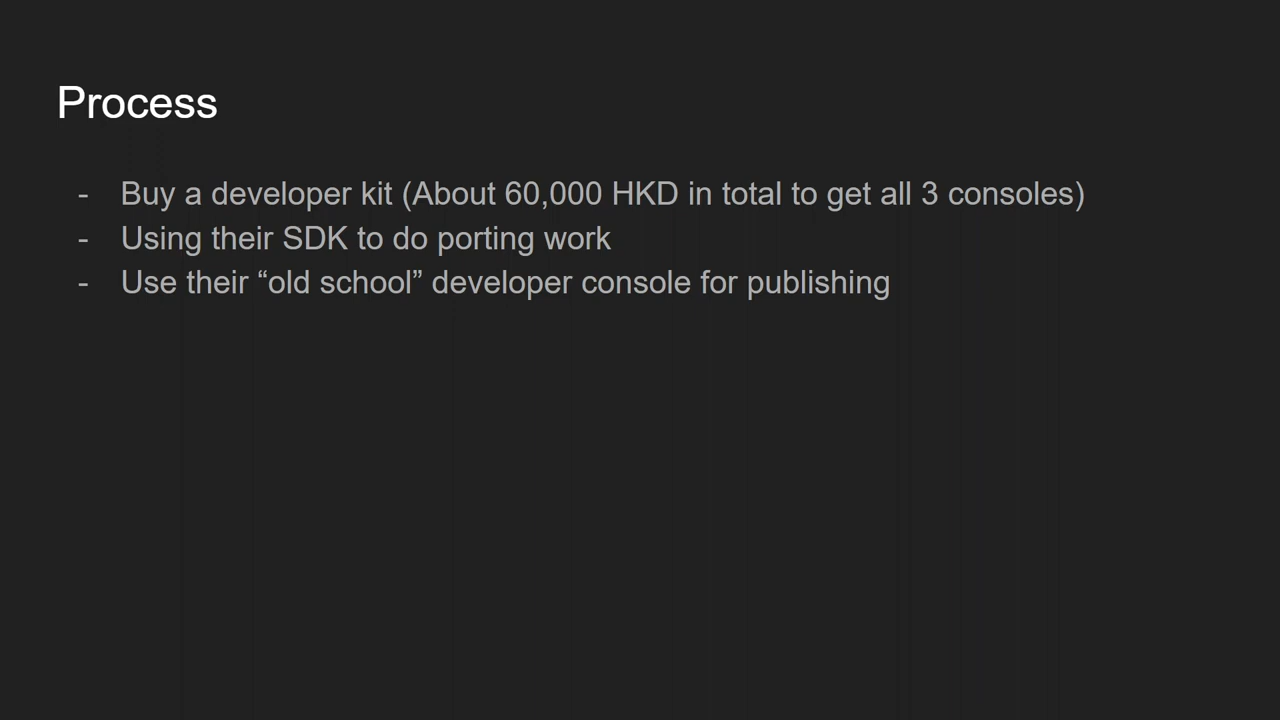 Process
- Buy a developer kit (About 60,000 HKD in total to get all 3 consoles)
- Using their SDK to do porting work
- Use their “old school” developer console for publishing